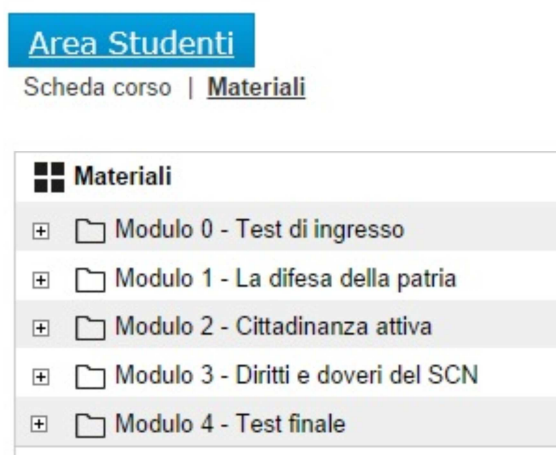 Area Studenti
Scheda corso | Materiali
Materiali
Modulo 0 - Test di ingresso
Modulo 1 - La difesa della patria
Modulo 2 - Cittadinanza attiva
Modulo 3 - Diritti e doveri del SCN
Modulo 4 - Test finale